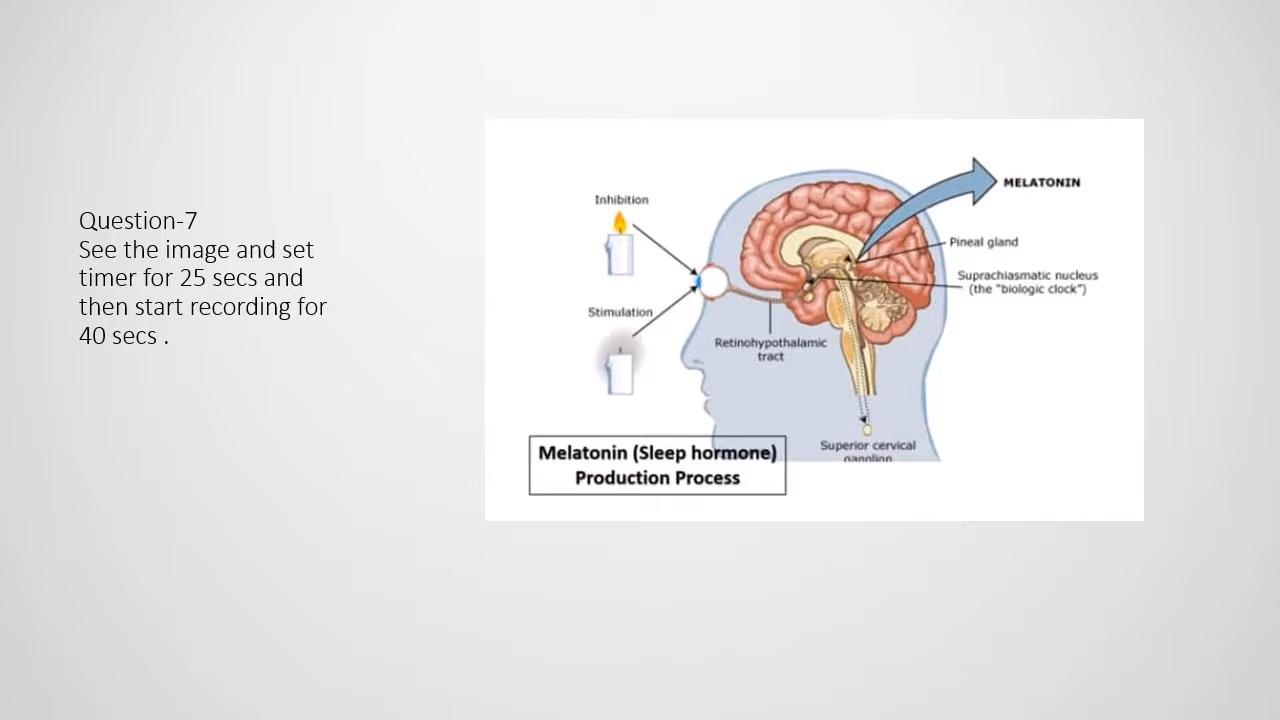 Question-7
See the image and set
timer for 25 secs and
then start recording for
40 secs .
Inhibition
MELATONIN
Pineal gland
Suprachiasmatic nucleus
(the "biologic clock")
Stimulation
Retinohypothalamic
tract
Superior cervical
ganglion
Melatonin (Sleep hormone)
Production Process